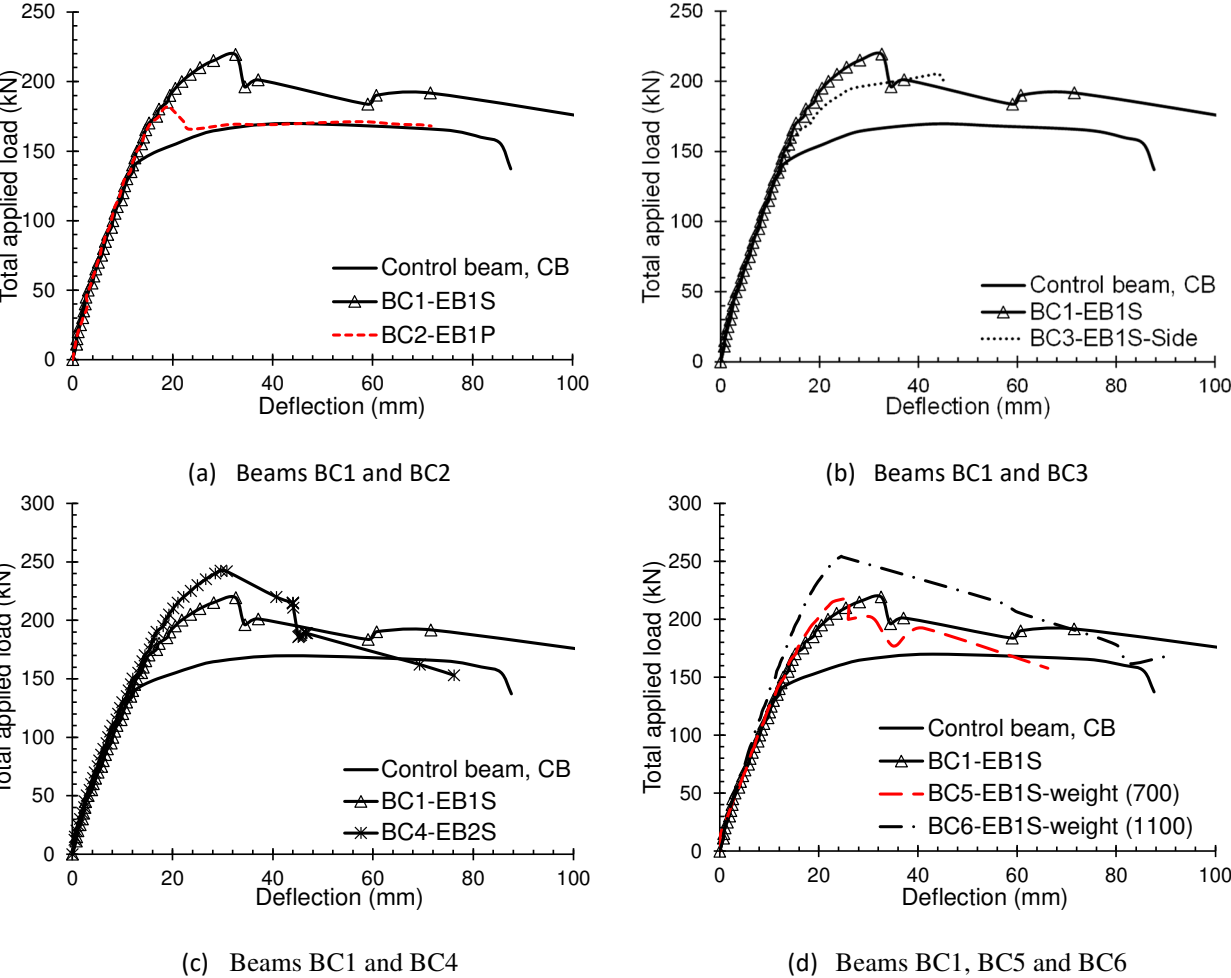 250
200
150
100
50
0
Total applied load (kN)
Control beam, CB
BC1-EB1S
BC2-EB1P
0 20 40 60 80 100
Deflection (mm)
(a) Beams BC1 and BC2
250
200
150
100
50
0
Total applied load (kN)
Control beam, CB
BC1-EB1S
BC3-EB1S-Side
0 20 40 60 80 100
Deflection (mm)
(b) Beams BC1 and BC3
300
250
200
150
100
50
0
Total applied load (kN)
Control beam, CB
BC1-EB1S
BC4-EB2S
0 20 40 60 80 100
Deflection (mm)
(c) Beams BC1 and BC4
300
250
200
150
100
50
0
Total applied load (kN)
Control beam, CB
BC1-EB1S
BC5-EB1S-weight (700)
BC6-EB1S-weight (1100)
0 20 40 60 80 100
Deflection (mm)
(d) Beams BC1, BC5 and BC6